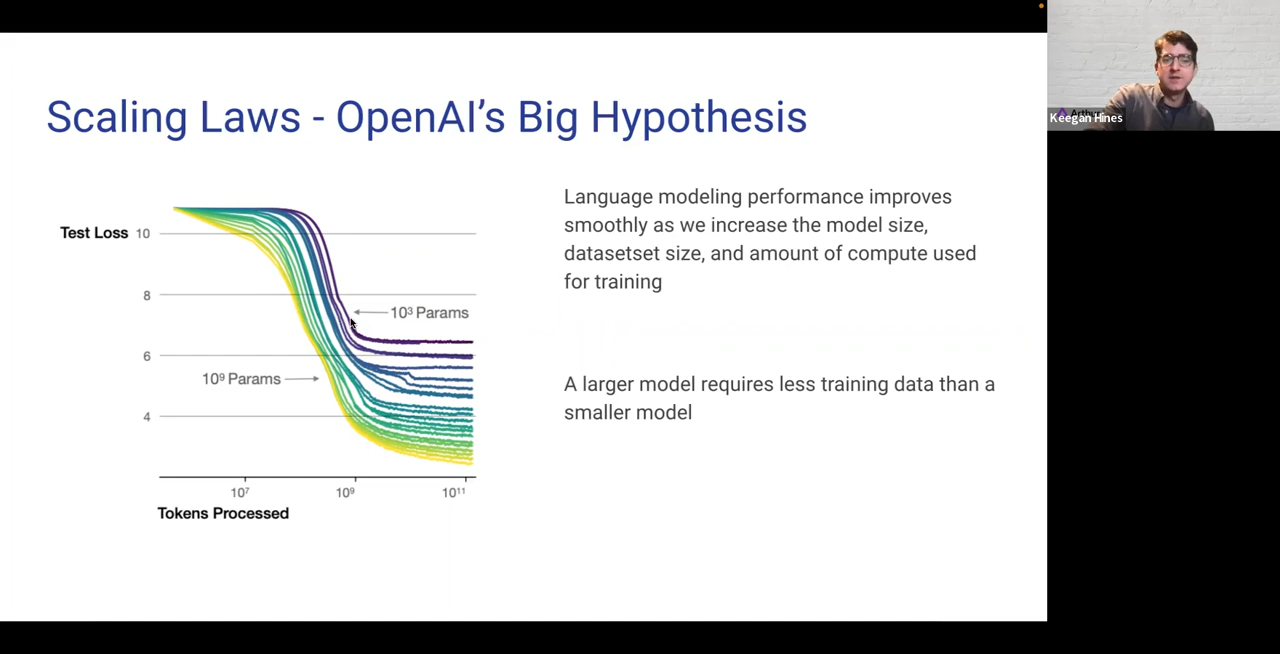 Scaling Laws - OpenAI's Big Hypothesis
Test Loss
10
8
6
4
10³ Params
10⁹ Params
10⁷
10⁹
10¹¹
Tokens Processed
Language modeling performance improves
smoothly as we increase the model size,
datasetset size, and amount of compute used
for training
A larger model requires less training data than a
smaller model
Keegan Hines